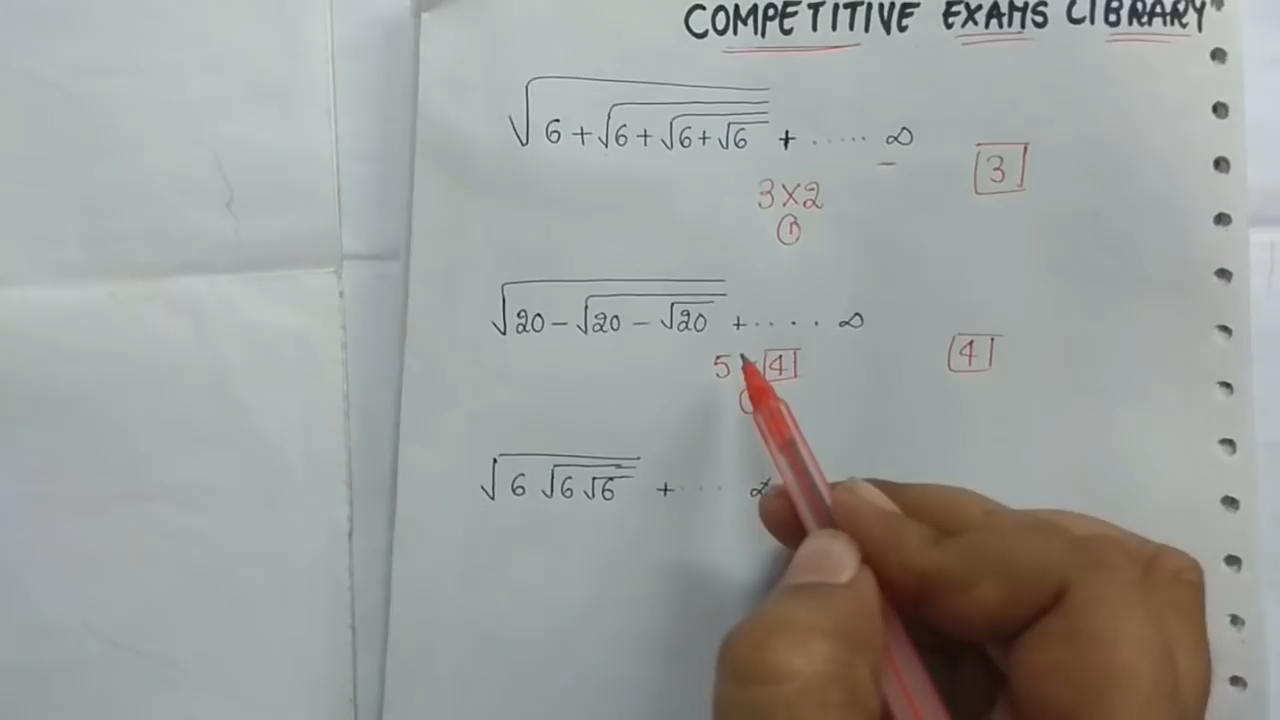 COMPETITIVE EXAMS LIBRARY
√6+√6+√6+√6 + ..... ∞
3
3×2
1
√20-√20-√20 +.... ∞
4
5 4
√6√6√6 + ... ∞